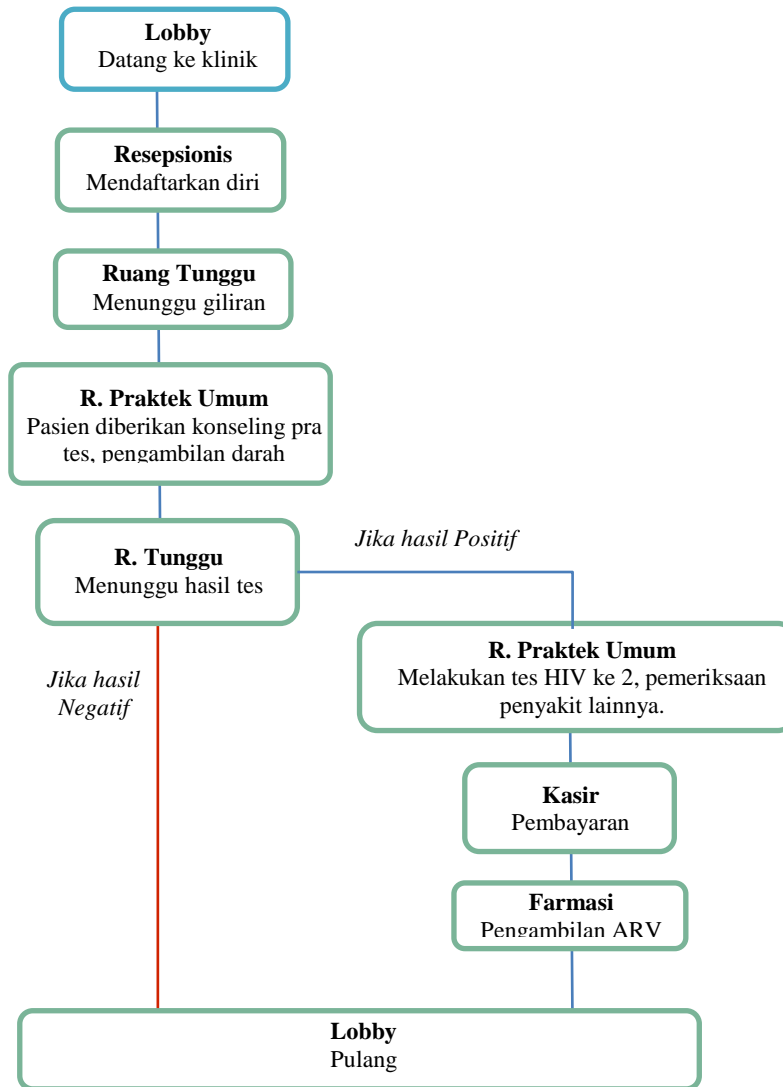 Lobby
Datang ke klinik
Resepsionis
Mendaftarkan diri
Ruang Tunggu
Menunggu giliran
R. Praktek Umum
Pasien diberikan konseling pra
tes, pengambilan darah
R. Tunggu
Menunggu hasil tes
Jika hasil Positif
Jika hasil
Negatif
R. Praktek Umum
Melakukan tes HIV ke 2, pemeriksaan
penyakit lainnya.
Kasir
Pembayaran
Farmasi
Pengambilan ARV
Lobby
Pulang